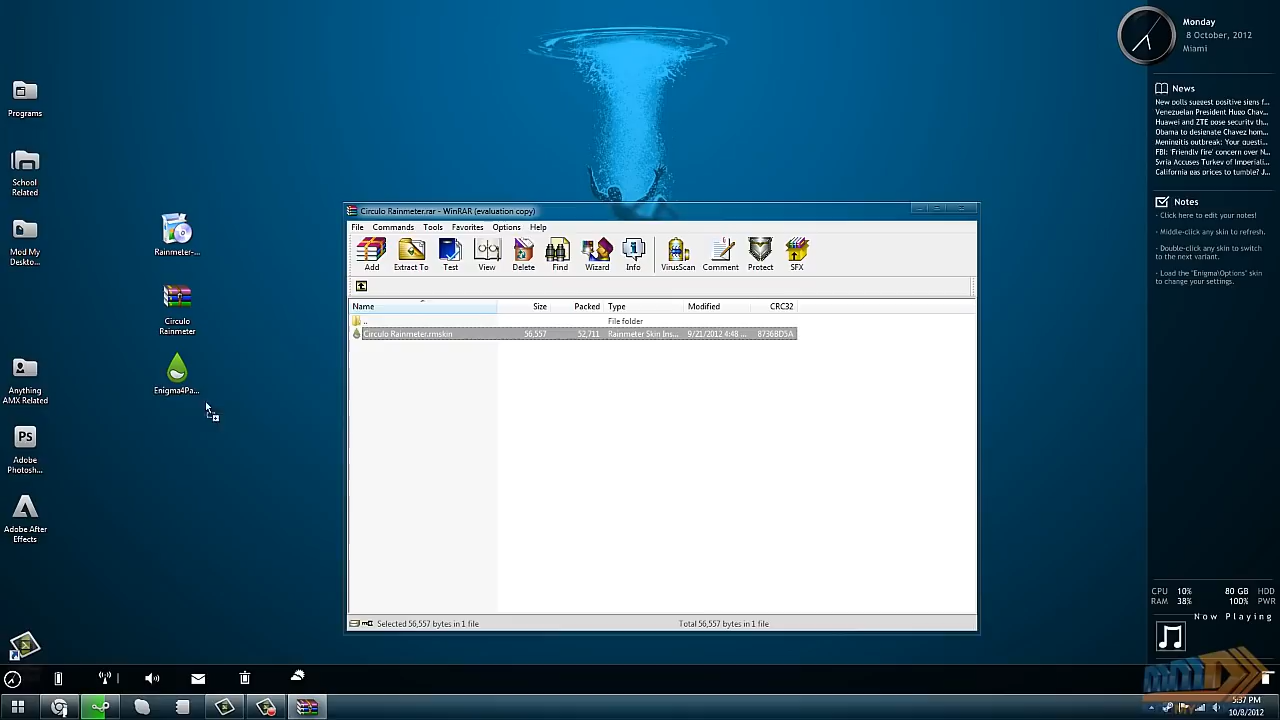 Monday
8 October, 2012
Miami
News
New polls suggest positive signs f...
Venezuelan President Hugo Chav...
Huawei and ZTE pose security th...
Obama to designate Chavez hom...
Meningitis outbreak: Your questi...
FBI: 'Friendly fire' concern over N...
Syria Accuses Turkey of Imperiali...
California gas prices to tumble? J...
Notes
· Click here to edit your notes!
· Middle-click any skin to refresh.
· Double-click any skin to switch
to the next variant.
· Load the "Enigma\Options" skin
to change your settings.
Programs
School
Related
Mod My
Deskto...
Anything
AMX Related
Ps
Adobe
Photosh...
Adobe After
Effects
Rainmeter-...
Circulo
Rainmeter
Enigma4Pa...
Circulo Rainmeter.rar - WinRAR (evaluation copy)
File Commands Tools Favorites Options Help
Add Extract To Test View Delete Find Wizard Info VirusScan Comment Protect SFX
Name Size Packed Type Modified CRC32
.. File folder
Circulo Rainmeter.rmskin 56,557 52,711 Rainmeter Skin Ins... 9/21/2012 4:48 ... 8736BD5A
Selected 56,557 bytes in 1 file Total 56,557 bytes in 1 file
CPU 10% 80 GB HDD
RAM 38% 100% PWR
Now Playing
5:37 PM
10/8/2012